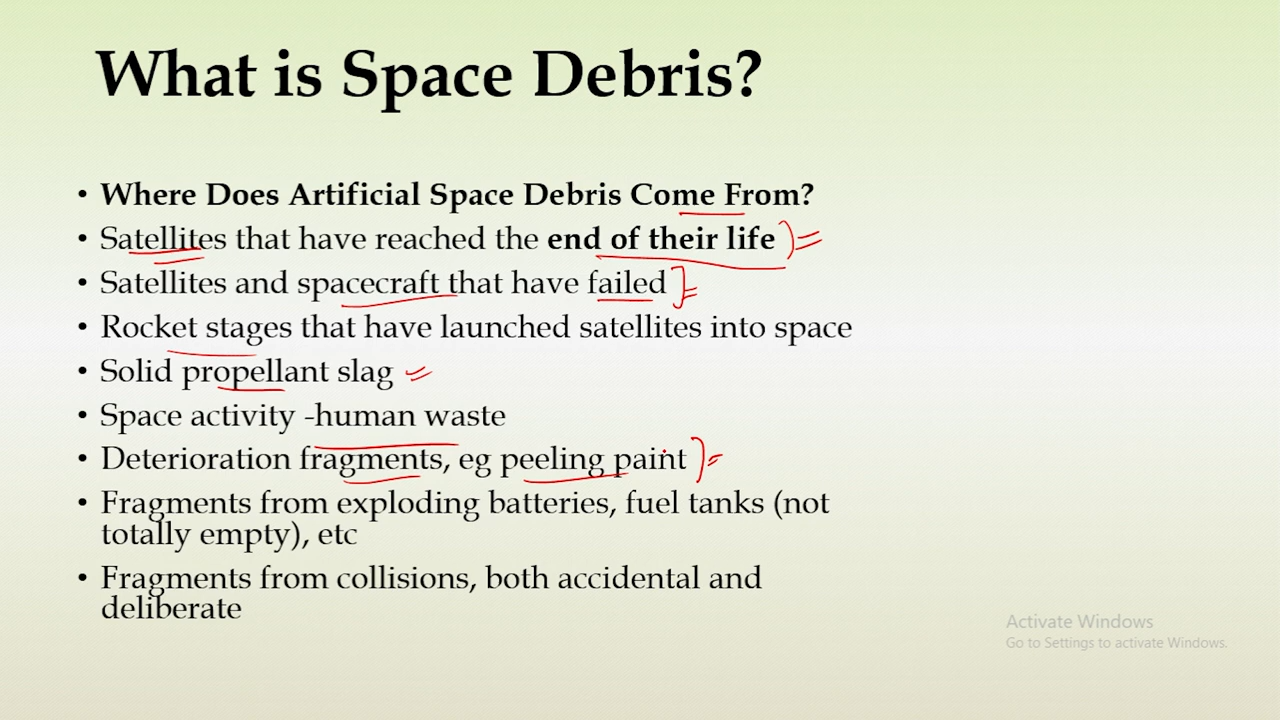 What is Space Debris?
• Where Does Artificial Space Debris Come From?
• Satellites that have reached the end of their life
• Satellites and spacecraft that have failed
• Rocket stages that have launched satellites into space
• Solid propellant slag
• Space activity -human waste
• Deterioration fragments, eg peeling paint
• Fragments from exploding batteries, fuel tanks (not
totally empty), etc
• Fragments from collisions, both accidental and
deliberate
Activate Windows
Go to Settings to activate Windows.